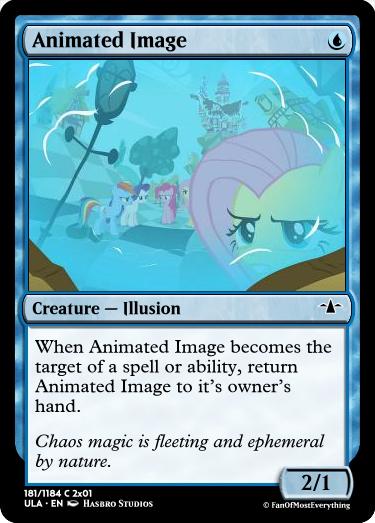 Animated Image
Creature — Illusion
When Animated Image becomes the
target of a spell or ability, return
Animated Image to it's owner's
hand.
Chaos magic is fleeting and ephemeral
by nature.
2/1
181/1184 C 2x01
ULA • EN Hasbro Studios
© FanOfMostEverything